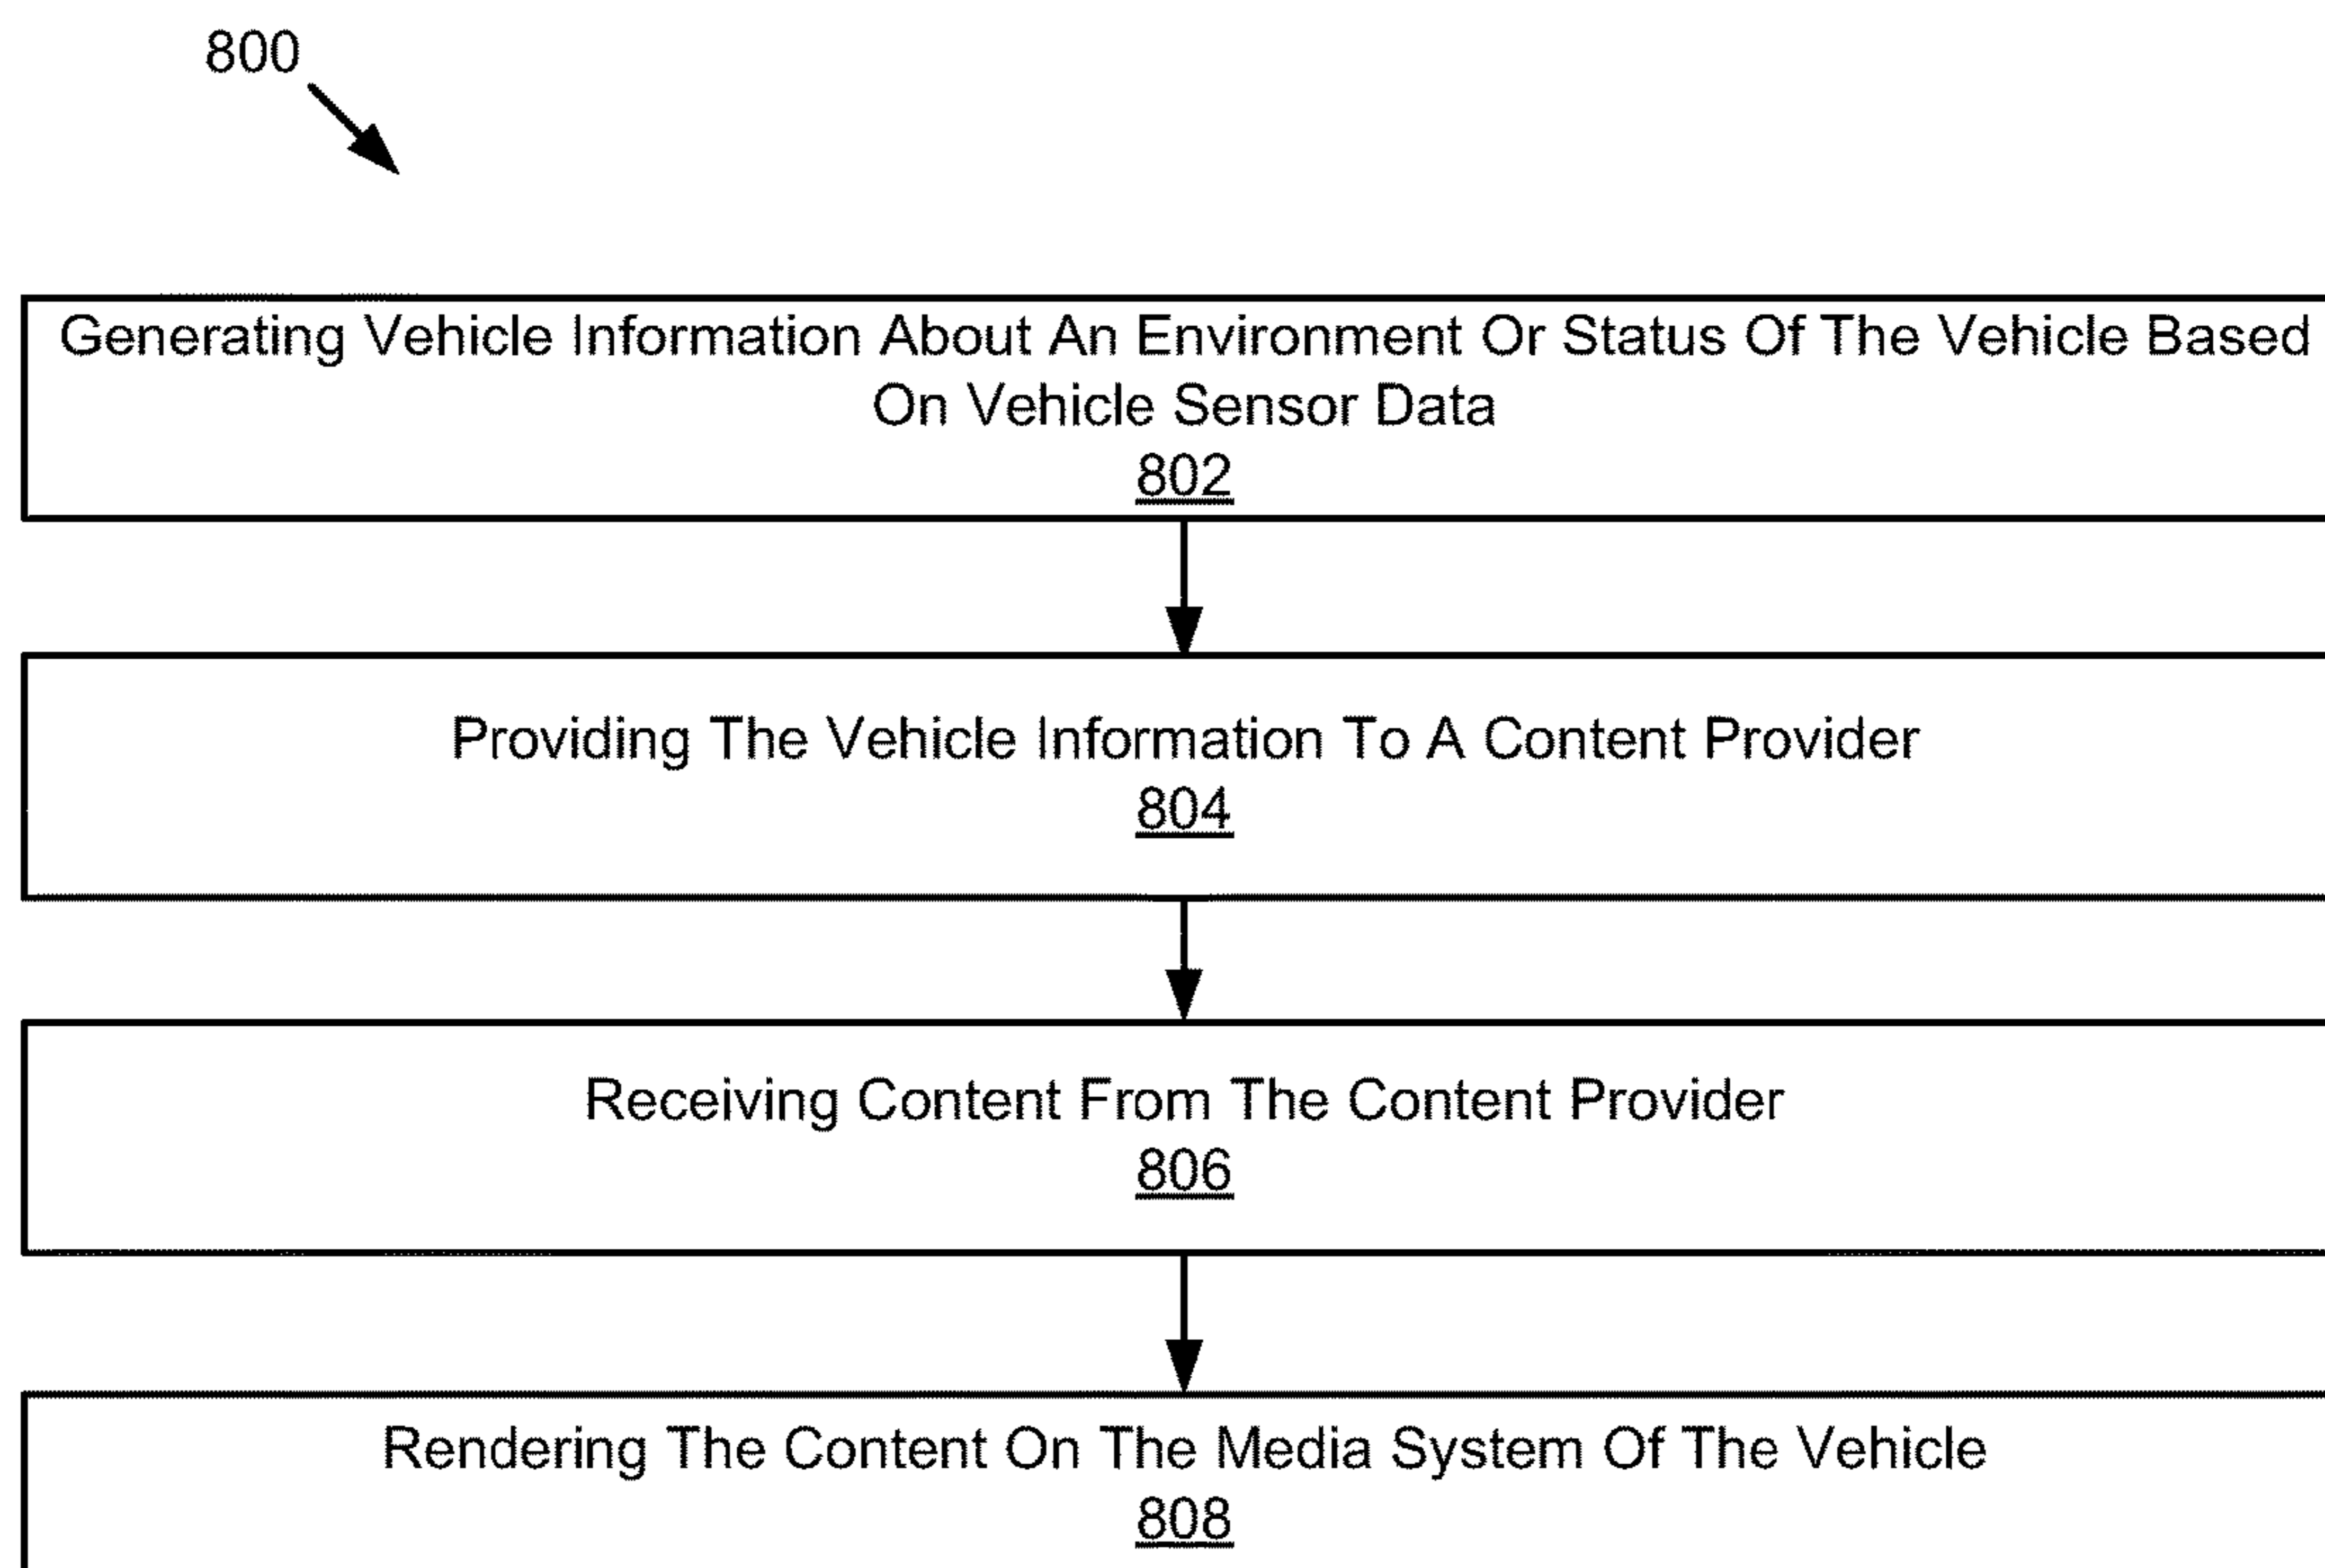 800
Generating Vehicle Information About An Environment Or Status Of The Vehicle Based
On Vehicle Sensor Data
802
Providing The Vehicle Information To A Content Provider
804
Receiving Content From The Content Provider
806
Rendering The Content On The Media System Of The Vehicle
808